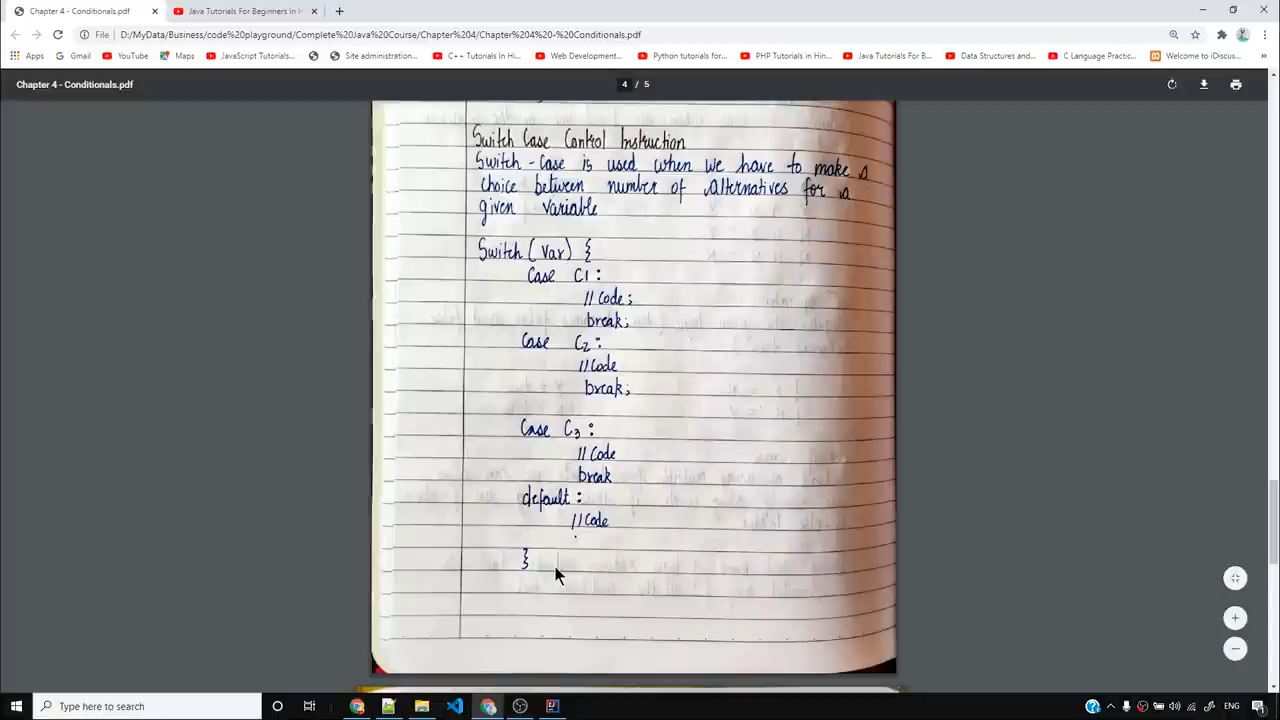 Chapter 4 - Conditionals.pdf
Java Tutorials For Beginners In H
File
D:/MyData/Business/code%20playground/Complete%20Java%20Course/Chapter%204/Chapter%204%20-%20Conditionals.pdf
Apps
Gmail
YouTube
Maps
JavaScript Tutorials...
Site administration...
C++ Tutorials In Hi...
Web Development...
Python tutorials for...
PHP Tutorials in Hin...
Java Tutorials For B...
Data Structures and...
C Language Practic...
Welcome to iDiscus...
Chapter 4 - Conditionals.pdf
4 / 5
Switch Case Control Instruction
Switch - Case is used when we have to make a
choice between number of alternatives for a
given variable
Switch (Var) {
Case C1 :
// Code ;
break ;
Case C2 :
// Code
break ;
Case C3 :
// Code
break
default :
// Code
}
Type here to search
ENG